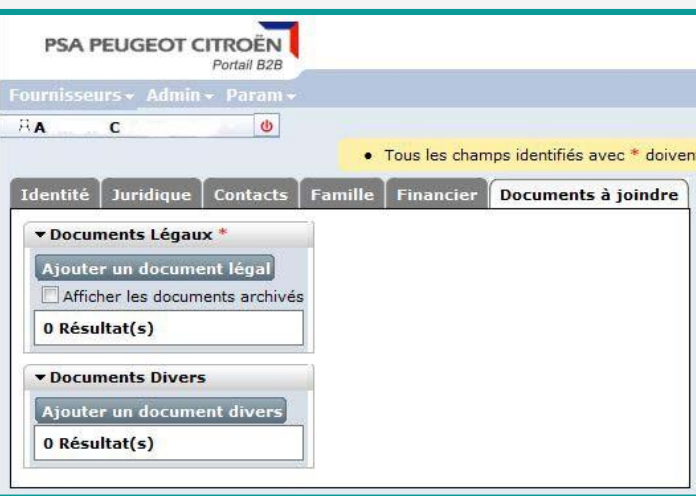 PSA PEUGEOT CITROËN
Portail B2B
Fournisseurs Admin Param
A C
• Tous les champs identifiés avec * doiven
Identité Juridique Contacts Famille Financier Documents à joindre
Documents Légaux *
Ajouter un document légal
Afficher les documents archivés
0 Résultat(s)
Documents Divers
Ajouter un document divers
0 Résultat(s)